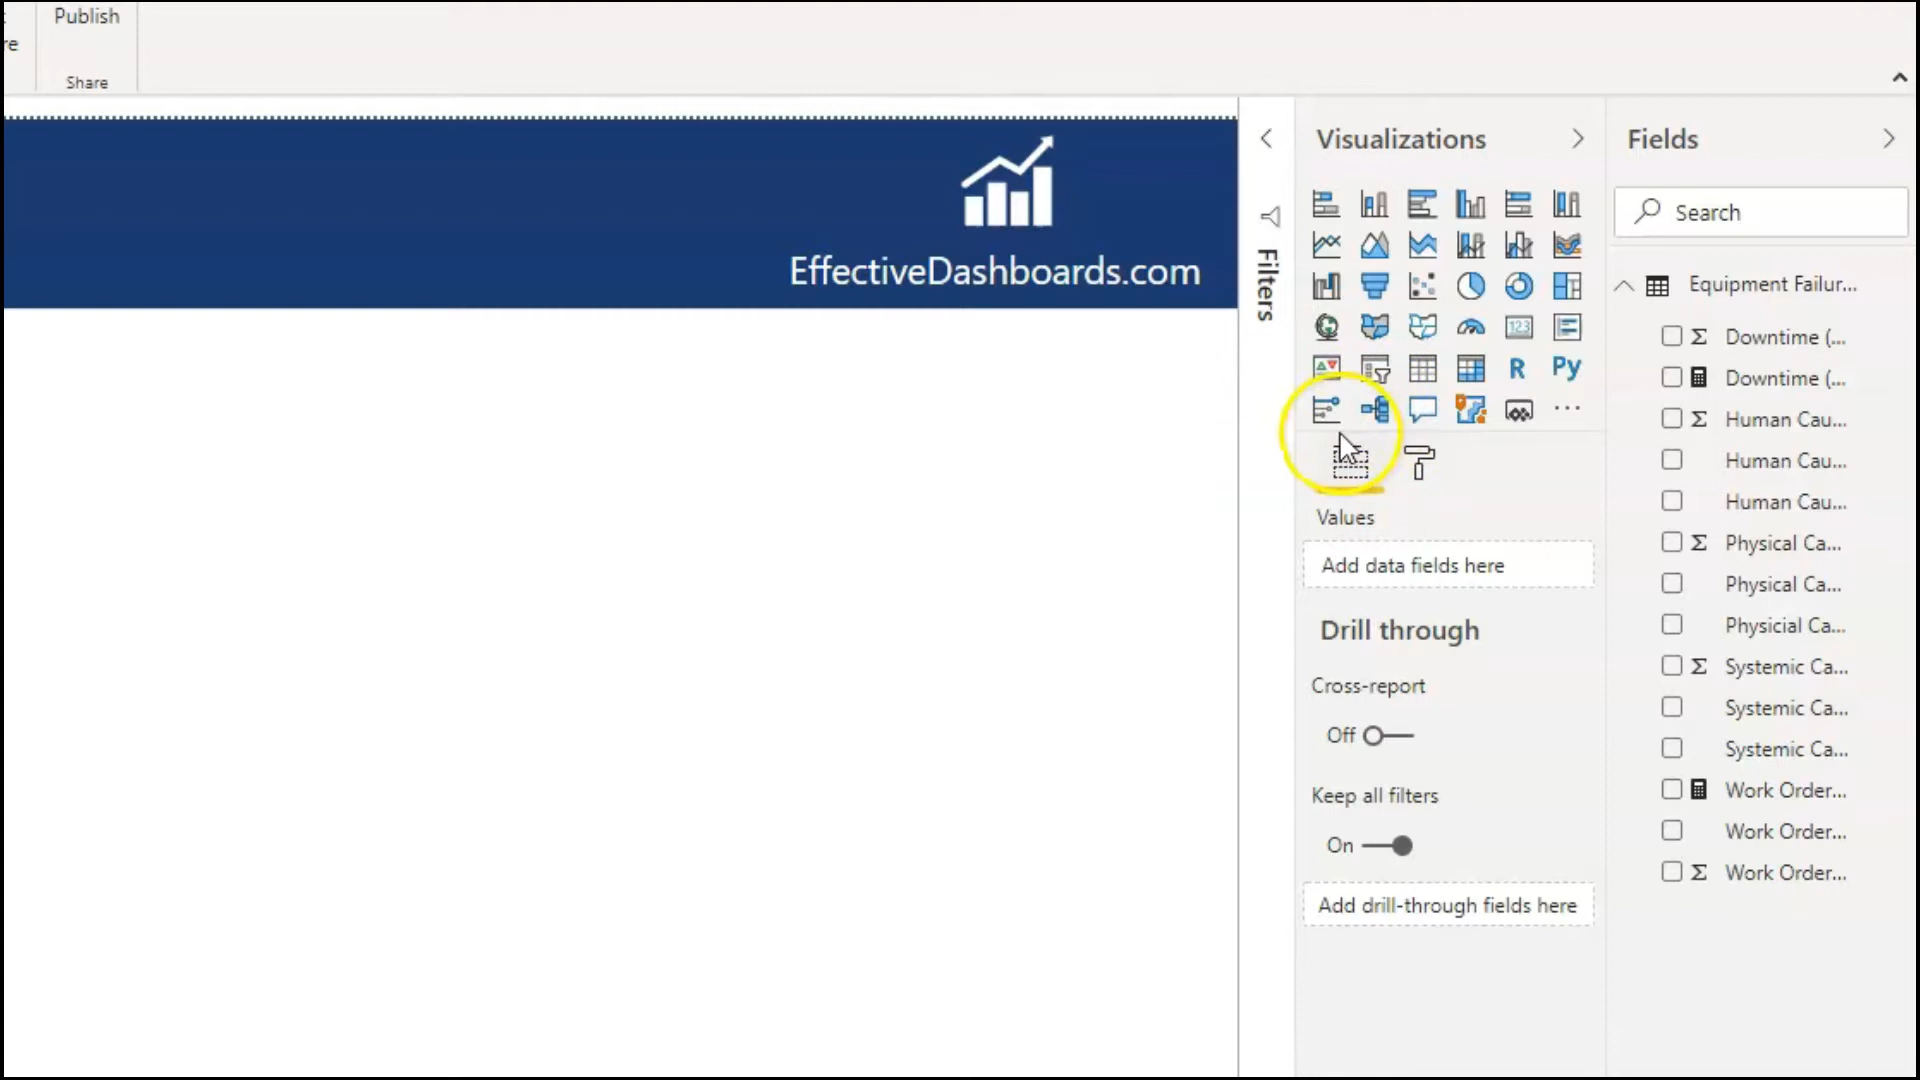 Publish
re
Share
EffectiveDashboards.com
Filters
Visualizations
R
Py
123
...
Values
Add data fields here
Drill through
Cross-report
Off
Keep all filters
On
Add drill-through fields here
Fields
Search
Equipment Failur...
Σ Downtime (...
Downtime (...
Σ Human Cau...
Human Cau...
Human Cau...
Σ Physical Ca...
Physical Ca...
Physicial Ca...
Σ Systemic Ca...
Systemic Ca...
Systemic Ca...
Work Order...
Work Order...
Σ Work Order...